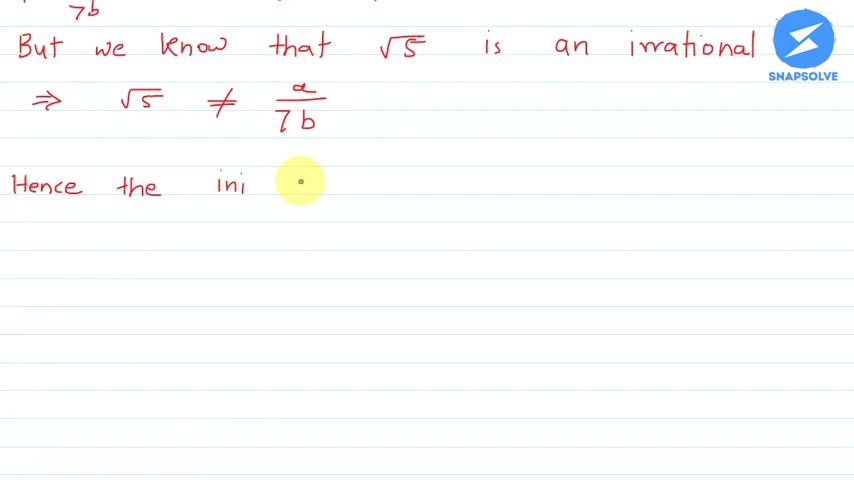 7b
But we know that √5 is an irrational
SNAPSOLVE
⇒ √5 ≠ a/7b
Hence the ini